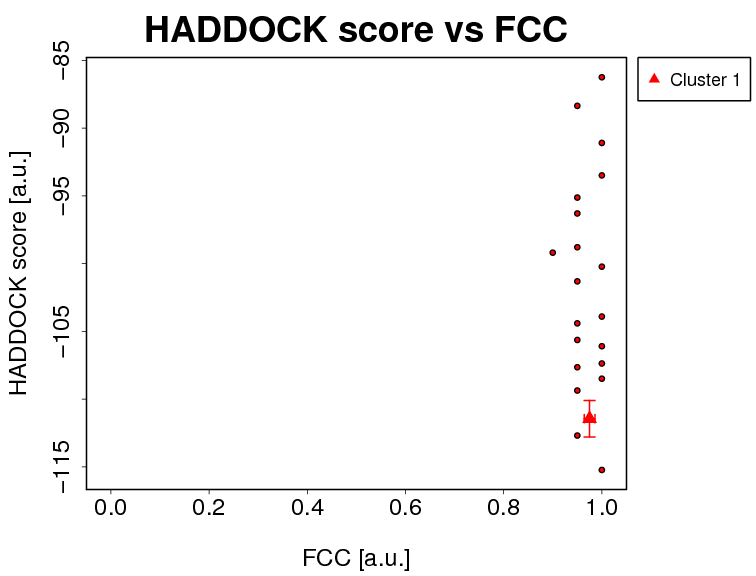 HADDOCK score vs FCC
Cluster 1
HADDOCK score [a.u.]
−85
−90
−95
−105
−115
0.0 0.2 0.4 0.6 0.8 1.0
FCC [a.u.]